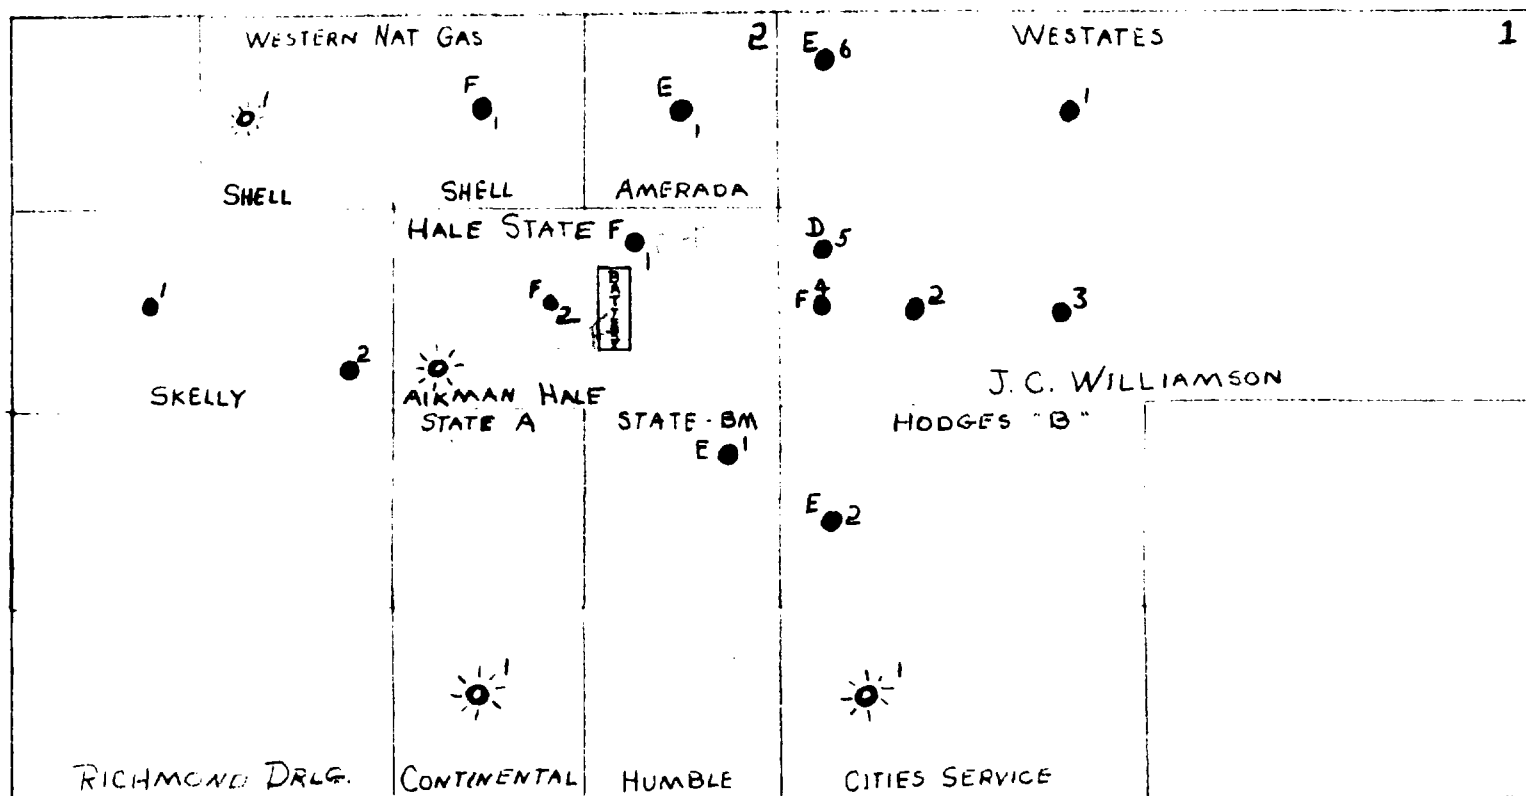 WESTERN NAT GAS 2 WESTATES 1
E 6
1 F 1 E 1 1
SHELL SHELL AMERADA
HALE STATE F 1 D 5
BATTERY
1 F 2 F 4 2 3
2
SKELLY AIKMAN HALE J. C. WILLIAMSON
STATE A STATE-BM HODGES "B"
E 1
E 2
1 1
RICHMOND DRLG. CONTINENTAL HUMBLE CITIES SERVICE